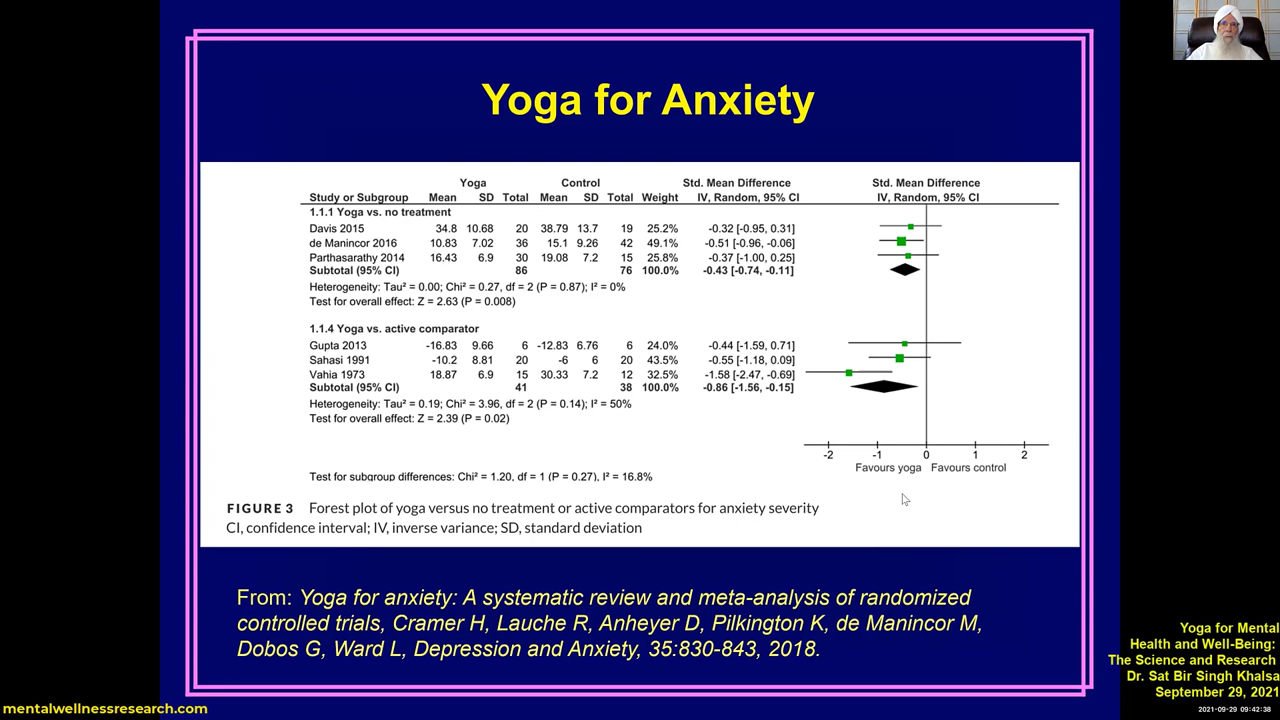 Yoga for Anxiety
Yoga Control Std. Mean Difference Std. Mean Difference
Study or Subgroup Mean SD Total Mean SD Total Weight IV, Random, 95% CI IV, Random, 95% CI
1.1.1 Yoga vs. no treatment
Davis 2015 34.8 10.68 20 38.79 13.7 19 25.2% -0.32 [-0.95, 0.31]
de Manincor 2016 10.83 7.02 36 15.1 9.26 42 49.1% -0.51 [-0.96, -0.06]
Parthasarathy 2014 16.43 6.9 30 19.08 7.2 15 25.8% -0.37 [-1.00, 0.25]
Subtotal (95% CI) 86 76 100.0% -0.43 [-0.74, -0.11]
Heterogeneity: Tau² = 0.00; Chi² = 0.27, df = 2 (P = 0.87); I² = 0%
Test for overall effect: Z = 2.63 (P = 0.008)
1.1.4 Yoga vs. active comparator
Gupta 2013 -16.83 9.66 6 -12.83 6.76 6 24.0% -0.44 [-1.59, 0.71]
Sahasi 1991 -10.2 8.81 20 -6 6 20 43.5% -0.55 [-1.18, 0.09]
Vahia 1973 18.87 6.9 15 30.33 7.2 12 32.5% -1.58 [-2.47, -0.69]
Subtotal (95% CI) 41 38 100.0% -0.86 [-1.56, -0.15]
Heterogeneity: Tau² = 0.19; Chi² = 3.96, df = 2 (P = 0.14); I² = 50%
Test for overall effect: Z = 2.39 (P = 0.02)
-2 -1 0 1 2
Favours yoga Favours control
Test for subgroup differences: Chi² = 1.20, df = 1 (P = 0.27), I² = 16.8%
FIGURE 3 Forest plot of yoga versus no treatment or active comparators for anxiety severity
CI, confidence interval; IV, inverse variance; SD, standard deviation
From: Yoga for anxiety: A systematic review and meta-analysis of randomized
controlled trials, Cramer H, Lauche R, Anheyer D, Pilkington K, de Manincor M,
Dobos G, Ward L, Depression and Anxiety, 35:830-843, 2018.
Yoga for Mental
Health and Well-Being:
The Science and Research
Dr. Sat Bir Singh Khalsa
September 29, 2021
2021-09-29 09:42:38
mentalwellnessresearch.com